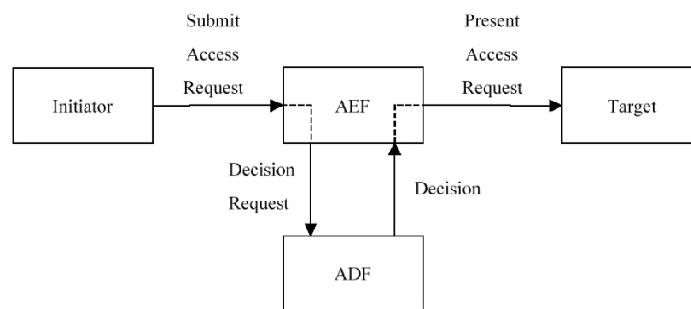 Submit
Access
Request
Present
Access
Request
Initiator
AEF
Target
Decision
Request
Decision
ADF